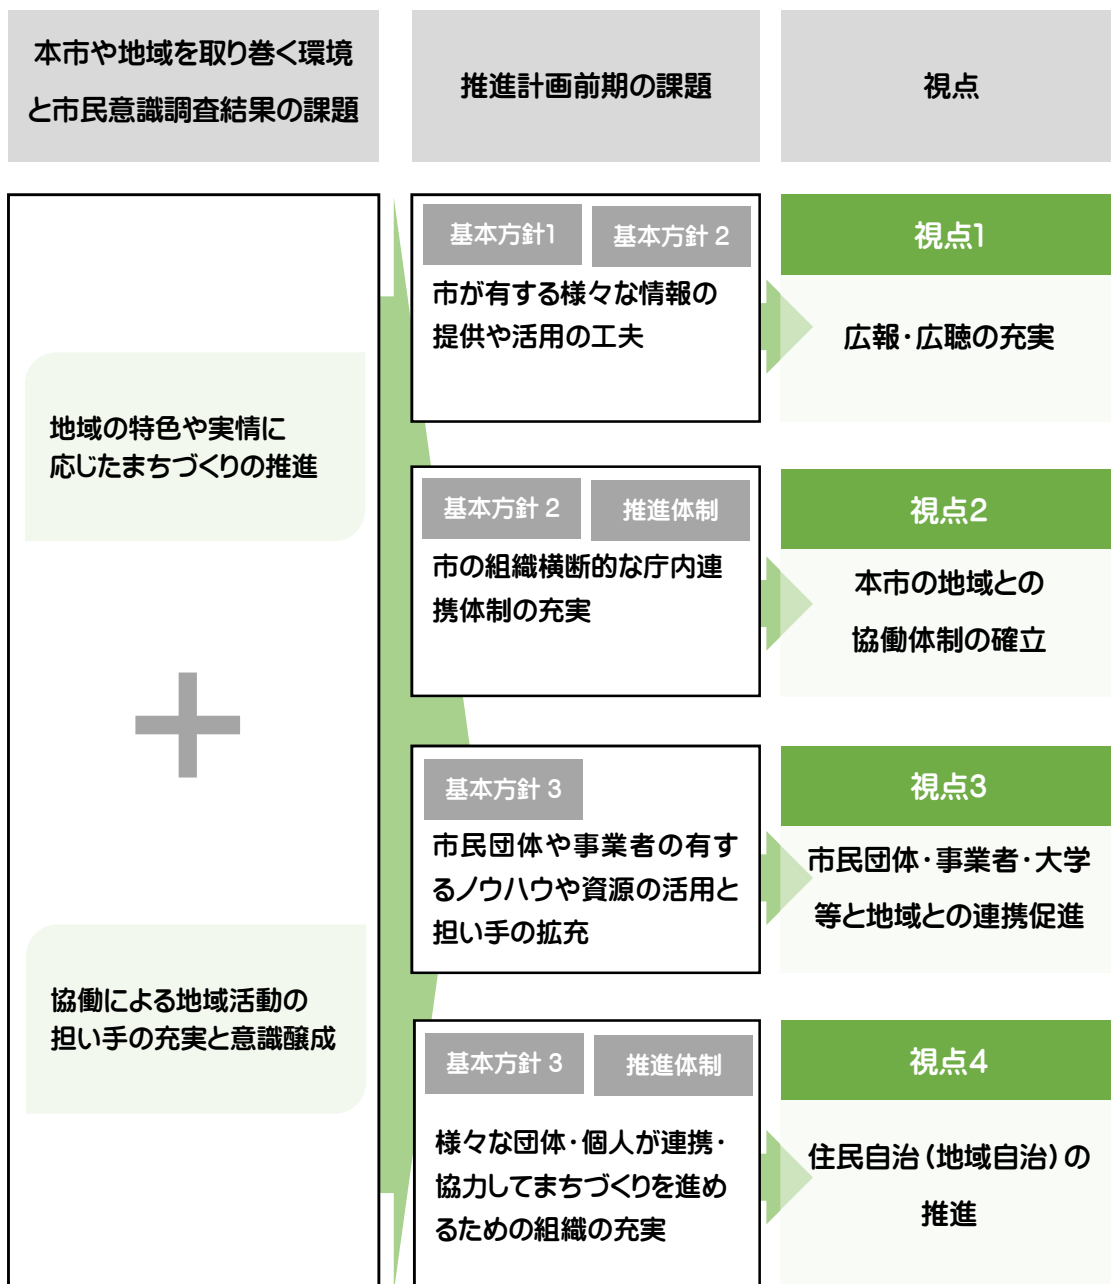 本市や地域を取り巻く環境
と市民意識調査結果の課題
推進計画前期の課題
視点
地域の特色や実情に
応じたまちづくりの推進
協働による地域活動の
担い手の充実と意識醸成
基本方針1
基本方針2
市が有する様々な情報の
提供や活用の工夫
視点1
広報・広聴の充実
基本方針2
推進体制
市の組織横断的な庁内連
携体制の充実
視点2
本市の地域との
協働体制の確立
基本方針3
市民団体や事業者の有す
るノウハウや資源の活用と
担い手の拡充
視点3
市民団体・事業者・大学
等と地域との連携促進
基本方針3
推進体制
様々な団体・個人が連携・
協力してまちづくりを進め
るための組織の充実
視点4
住民自治(地域自治)の
推進